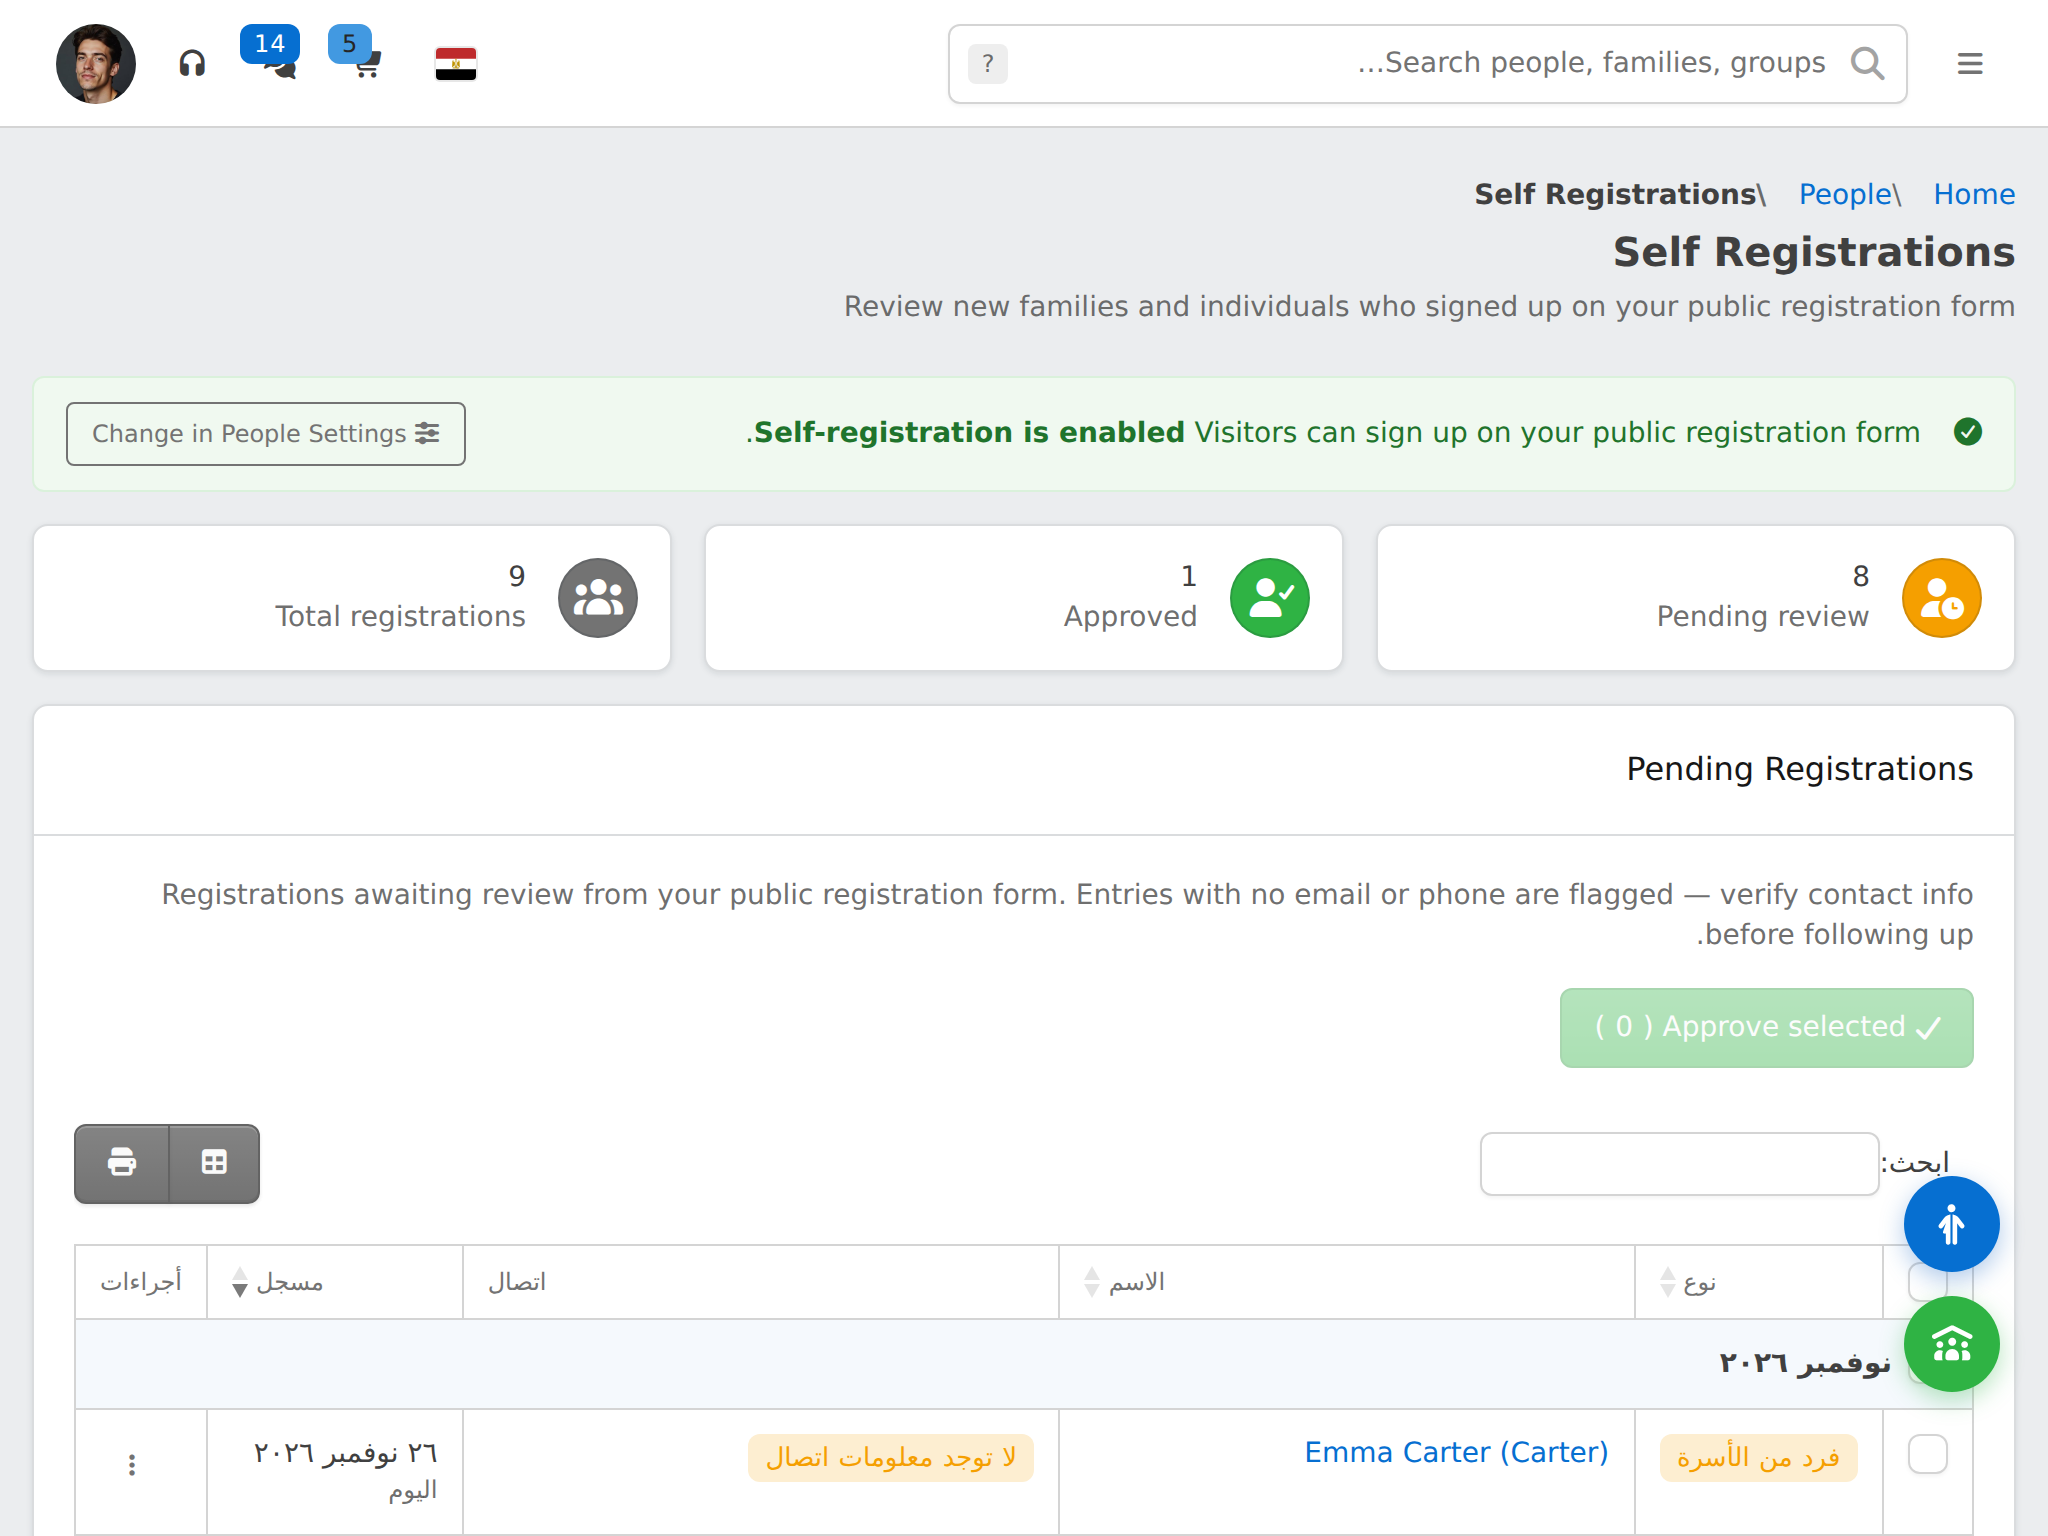 Search people, families, groups...
?
5
14
Home \ People \ Self Registrations
Self Registrations
Review new families and individuals who signed up on your public registration form
Self-registration is enabled Visitors can sign up on your public registration form.
Change in People Settings
8
Pending review
1
Approved
9
Total registrations
Pending Registrations
Registrations awaiting review from your public registration form. Entries with no email or phone are flagged — verify contact info
before following up.
Approve selected ( 0 )
ابحث:
نوع
الاسم
اتصال
مسجل
أجراءات
نوفمبر ٢٠٢٦
فرد من الأسرة
Emma Carter (Carter)
لا توجد معلومات اتصال
٢٦ نوفمبر ٢٠٢٦
اليوم